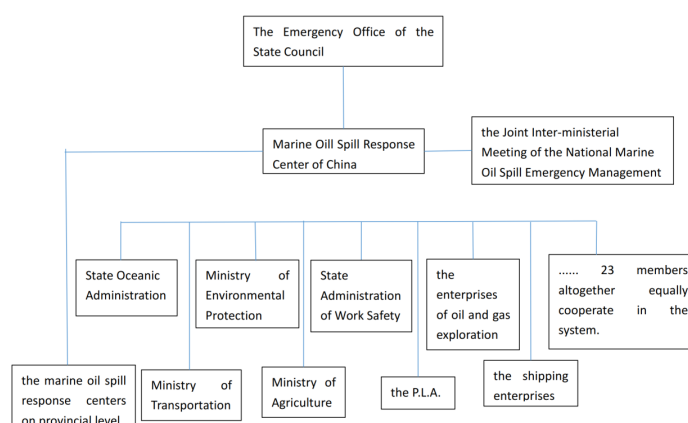 The Emergency Office of the
State Council
Marine Oill Spill Response
Center of China
the Joint Inter-ministerial
Meeting of the National Marine
Oil Spill Emergency Management
State Oceanic
Administration
Ministry of
Environmental
Protection
State
Administration
of Work Safety
the
enterprises
of oil and gas
exploration
...... 23 members
altogether equally
cooperate in the
system.
the marine oil spill
response centers
on provincial level
Ministry of
Transportation
Ministry of
Agriculture
the P.L.A.
the shipping
enterprises